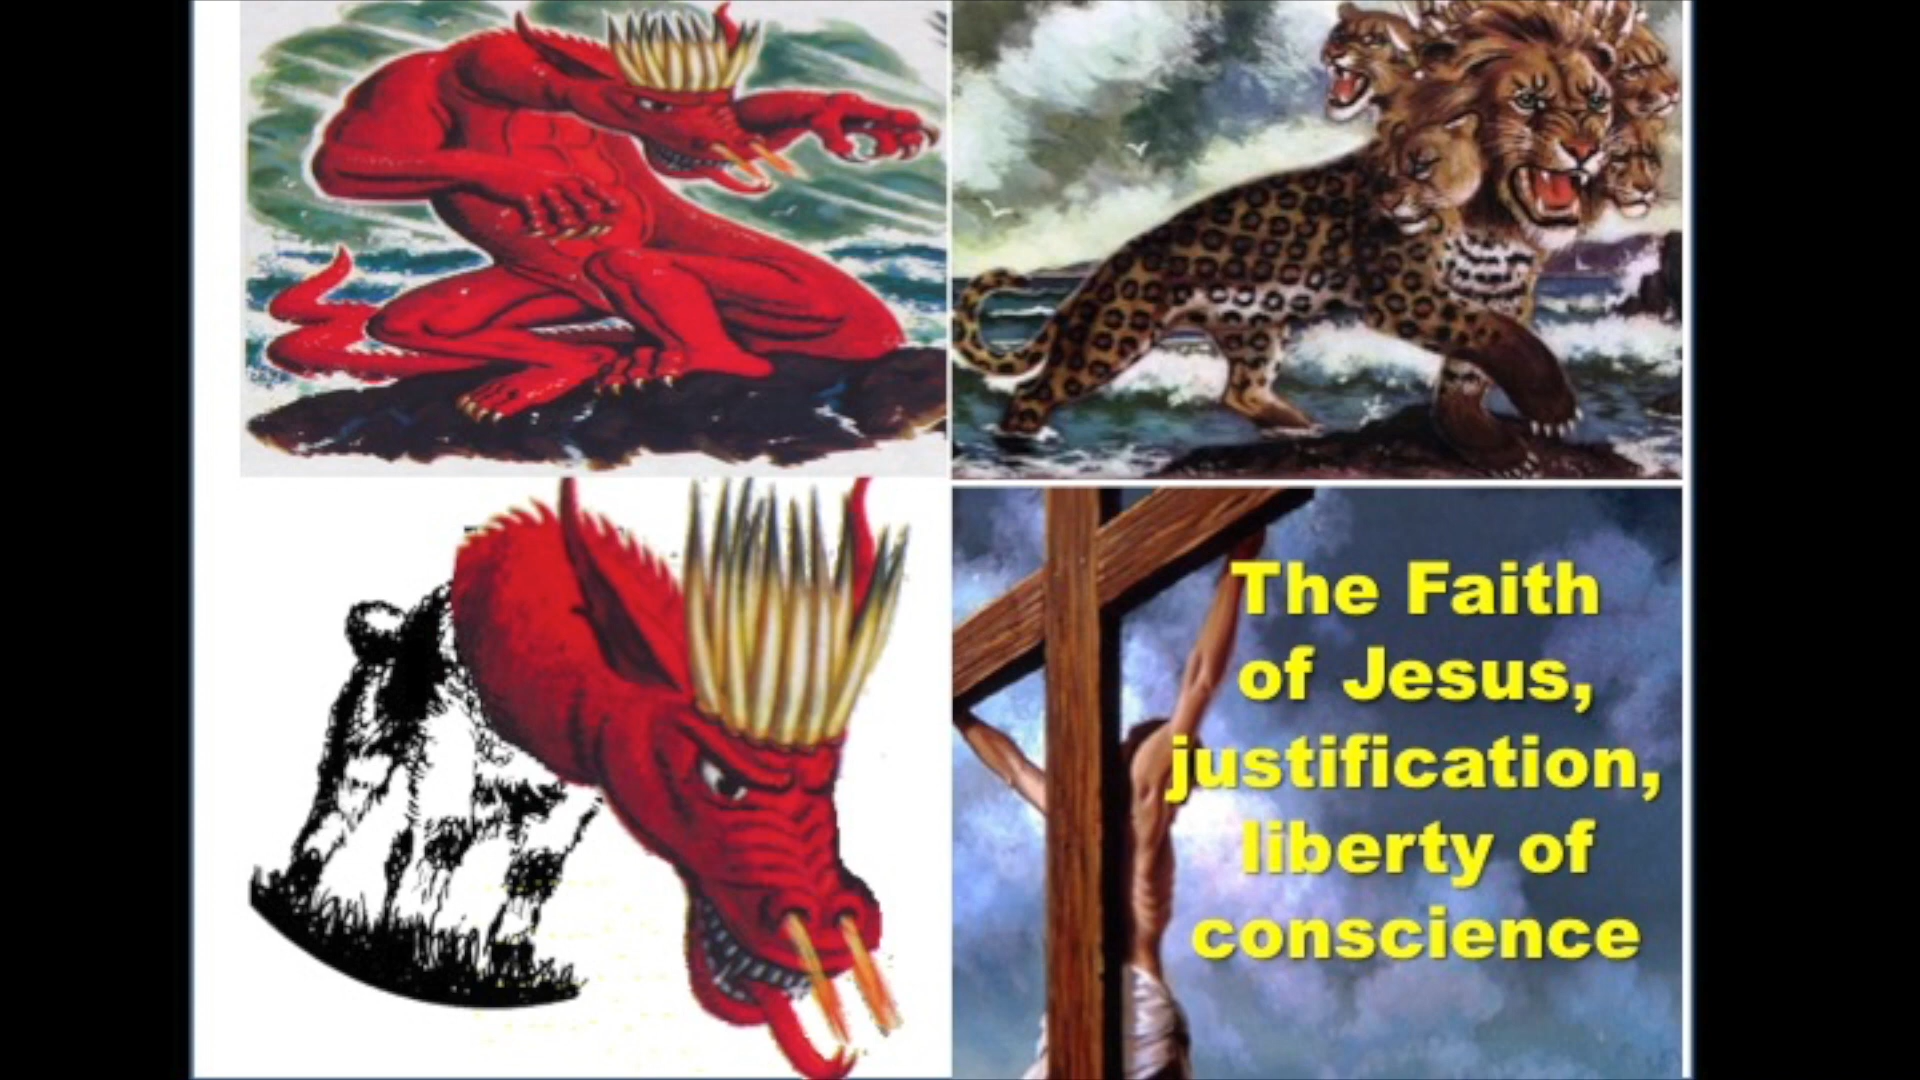 The Faith
of Jesus,
justification,
liberty of
conscience